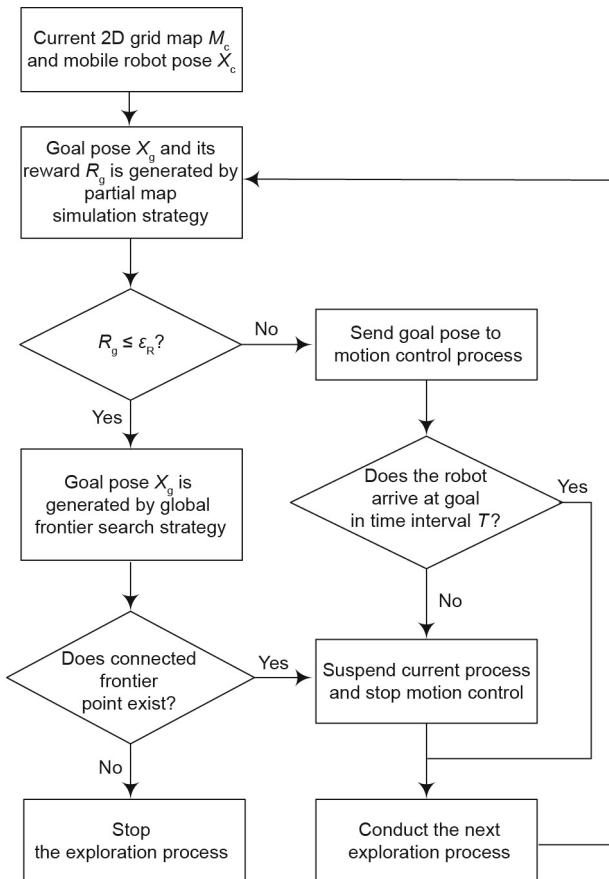 Current 2D grid map M_c
and mobile robot pose X_c
Goal pose X_g and its
reward R_g is generated by
partial map
simulation strategy
R_g ≤ ε_R?
No
Yes
Send goal pose to
motion control process
Goal pose X_g is
generated by global
frontier search strategy
Does the robot
arrive at goal
in time interval T?
Yes
No
Does connected
frontier
point exist?
Yes
No
Suspend current process
and stop motion control
Stop
the exploration process
Conduct the next
exploration process